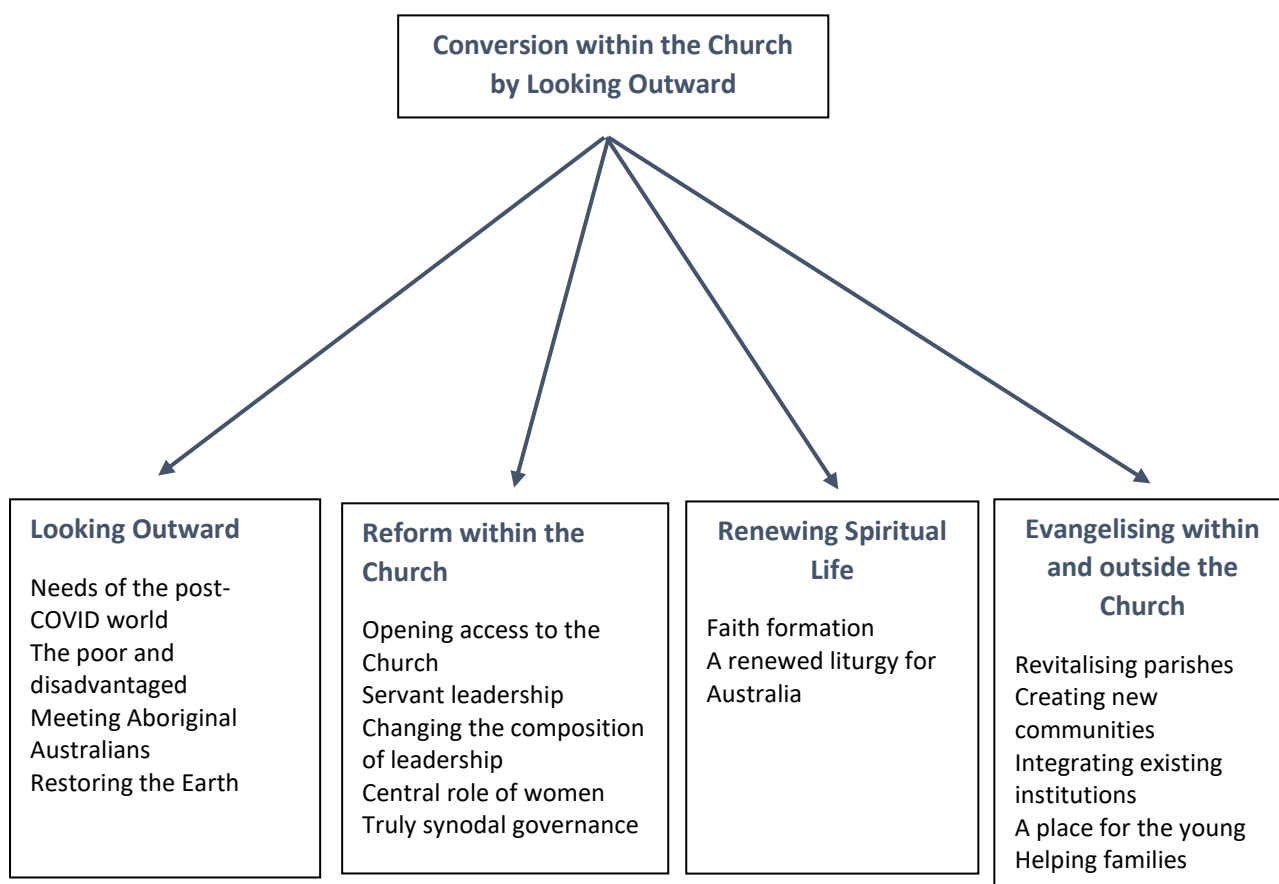 Conversion within the Church
by Looking Outward
Looking Outward
Needs of the post-
COVID world
The poor and
disadvantaged
Meeting Aboriginal
Australians
Restoring the Earth
Reform within the
Church
Opening access to the
Church
Servant leadership
Changing the composition
of leadership
Central role of women
Truly synodal governance
Renewing Spiritual
Life
Faith formation
A renewed liturgy for
Australia
Evangelising within
and outside the
Church
Revitalising parishes
Creating new
communities
Integrating existing
institutions
A place for the young
Helping families